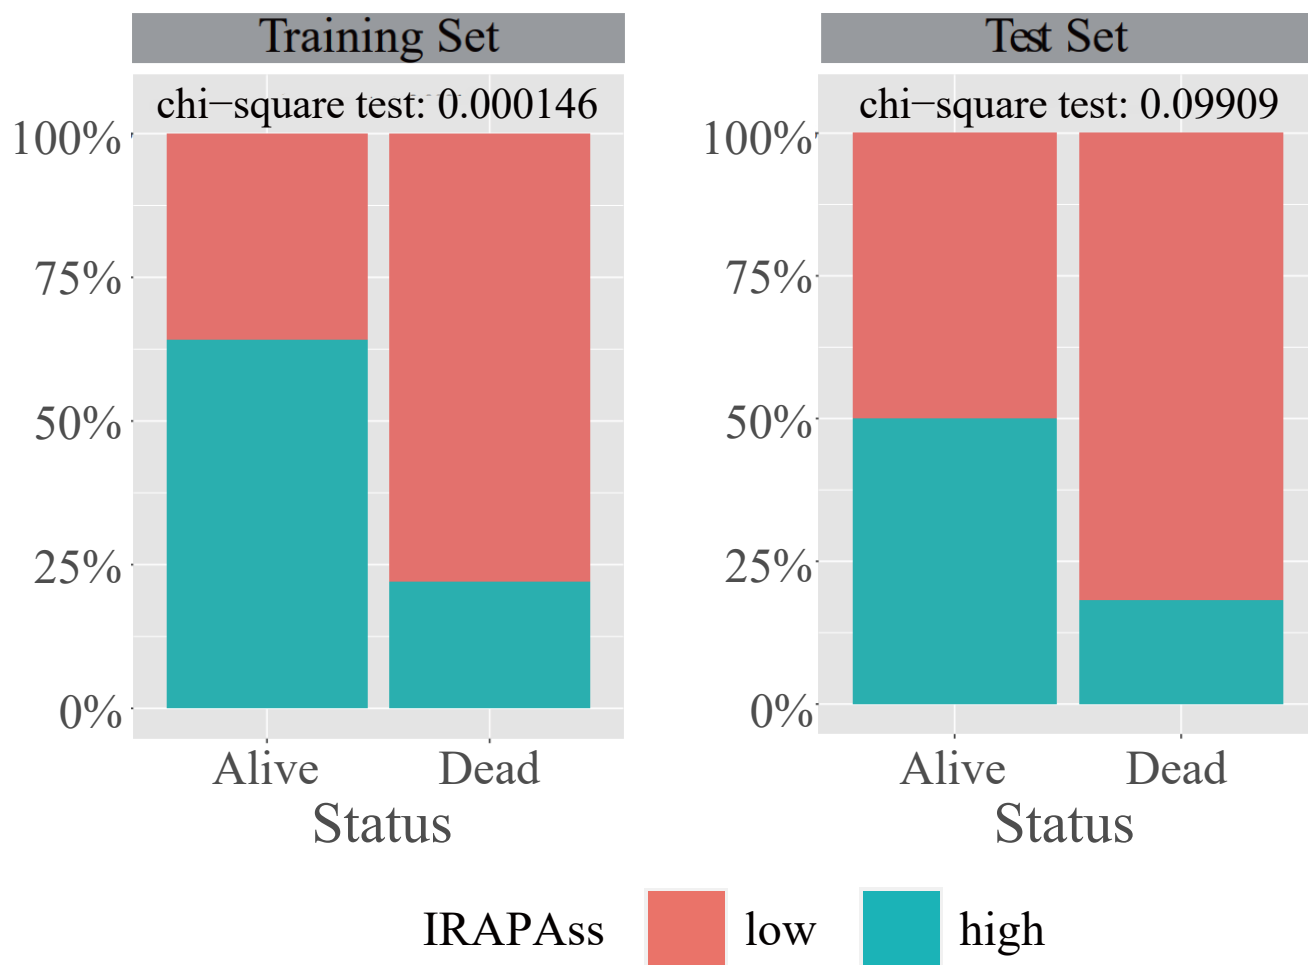 Training Set
Test Set
chi−square test: 0.000146
chi−square test: 0.09909
100%
75%
50%
25%
0%
100%
75%
50%
25%
0%
Alive
Dead
Alive
Dead
Status
Status
IRAPAss
low
high